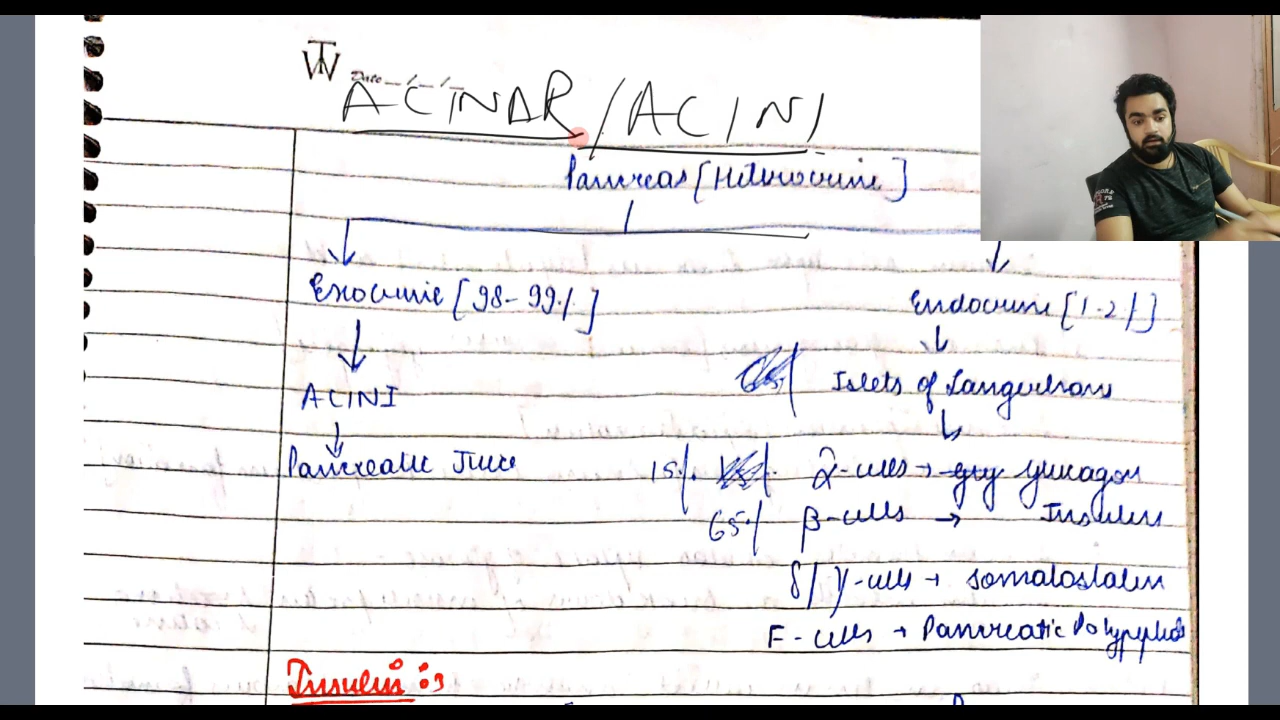 Date
ACINAR/ACINI
Pancreas [Heterocrine]
Exocrine [98-99%] Endocrine [1-2%]
ACINI Islets of Langerhans
Pancreatic Juice 15% α-cells → Glucagon
65% β-cells → Insulin
δ/γ-cells → Somatostatin
F-cells → Pancreatic Polypeptide
Insulin :